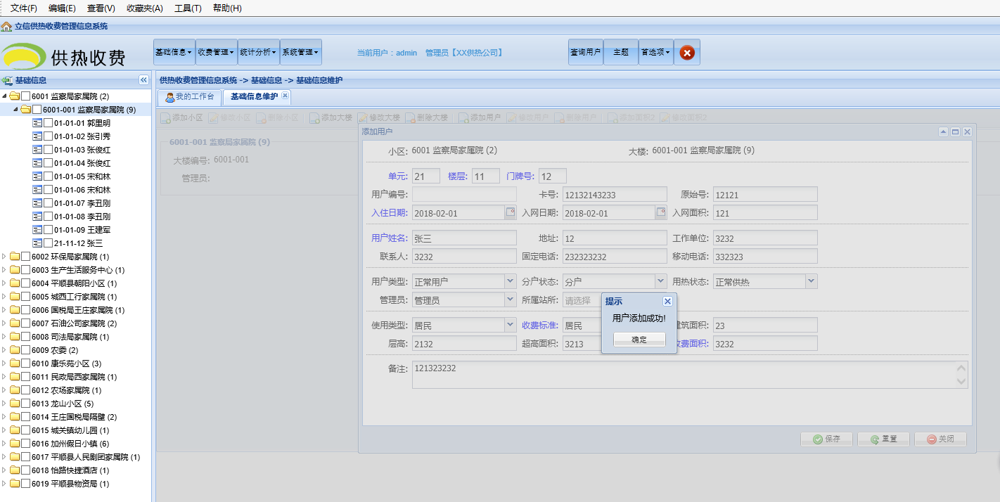 文件(F) 编辑(E) 查看(V) 收藏夹(A) 工具(T) 帮助(H)
立信供热收费管理信息系统
供热收费 基础信息 收费管理 统计分析 系统管理 当前用户：admin 管理员【XX供热公司】 查询用户 主题 首选项
基础信息
供热收费管理信息系统 -> 基础信息 -> 基础信息维护
我的工作台 基础信息维护
添加小区 修改小区 删除小区 添加大楼 修改大楼 删除大楼 添加用户 修改用户 删除用户 添加面积2 修改面积2
6001 监察局家属院 (2)
6001-001 监察局家属院 (9)
01-01-01 郭里明
01-01-02 张引秀
01-01-03 张俊红
01-01-04 张俊红
01-01-05 宋和林
01-01-06 宋和林
01-01-07 李丑刚
01-01-08 李丑刚
01-01-09 王建军
21-11-12 张三
6002 环保局家属院 (1)
6003 生产生活服务中心 (1)
6004 平顺县朝阳小区 (1)
6005 城西工行家属院 (1)
6006 国税局王庄家属院 (1)
6007 石油公司家属院 (2)
6008 司法局家属院 (1)
6009 农委 (2)
6010 康乐苑小区 (3)
6011 民政局西家属院 (1)
6012 农场家属院 (1)
6013 龙山小区 (5)
6014 王庄国税局隔壁 (2)
6015 城关镇幼儿园 (1)
6016 加州假日小镇 (6)
6017 平顺县人民剧团家属院 (1)
6018 怡路快捷酒店 (1)
6019 平顺县物资局 (1)
6001-001 监察局家属院 (9)
大楼编号: 6001-001
管理员:
添加用户
小区: 6001 监察局家属院 (2) 大楼: 6001-001 监察局家属院 (9)
单元: 21 楼层: 11 门牌号: 12
用户编号: 卡号: 12132143233 原始号: 12121
入住日期: 2018-02-01 入网日期: 2018-02-01 入网面积: 121
用户姓名: 张三 地址: 12 工作单位: 3232
联系人: 3232 固定电话: 232323232 移动电话: 332323
用户类型: 正常用户 分户状态: 分户 用热状态: 正常供热
管理员: 管理员 所属站所: 请选择
使用类型: 居民 收费标准: 居民 建筑面积: 23
层高: 2132 超高面积: 3213 收费面积: 3232
备注: 121323232
提示
用户添加成功!
确定
保存 重置 关闭